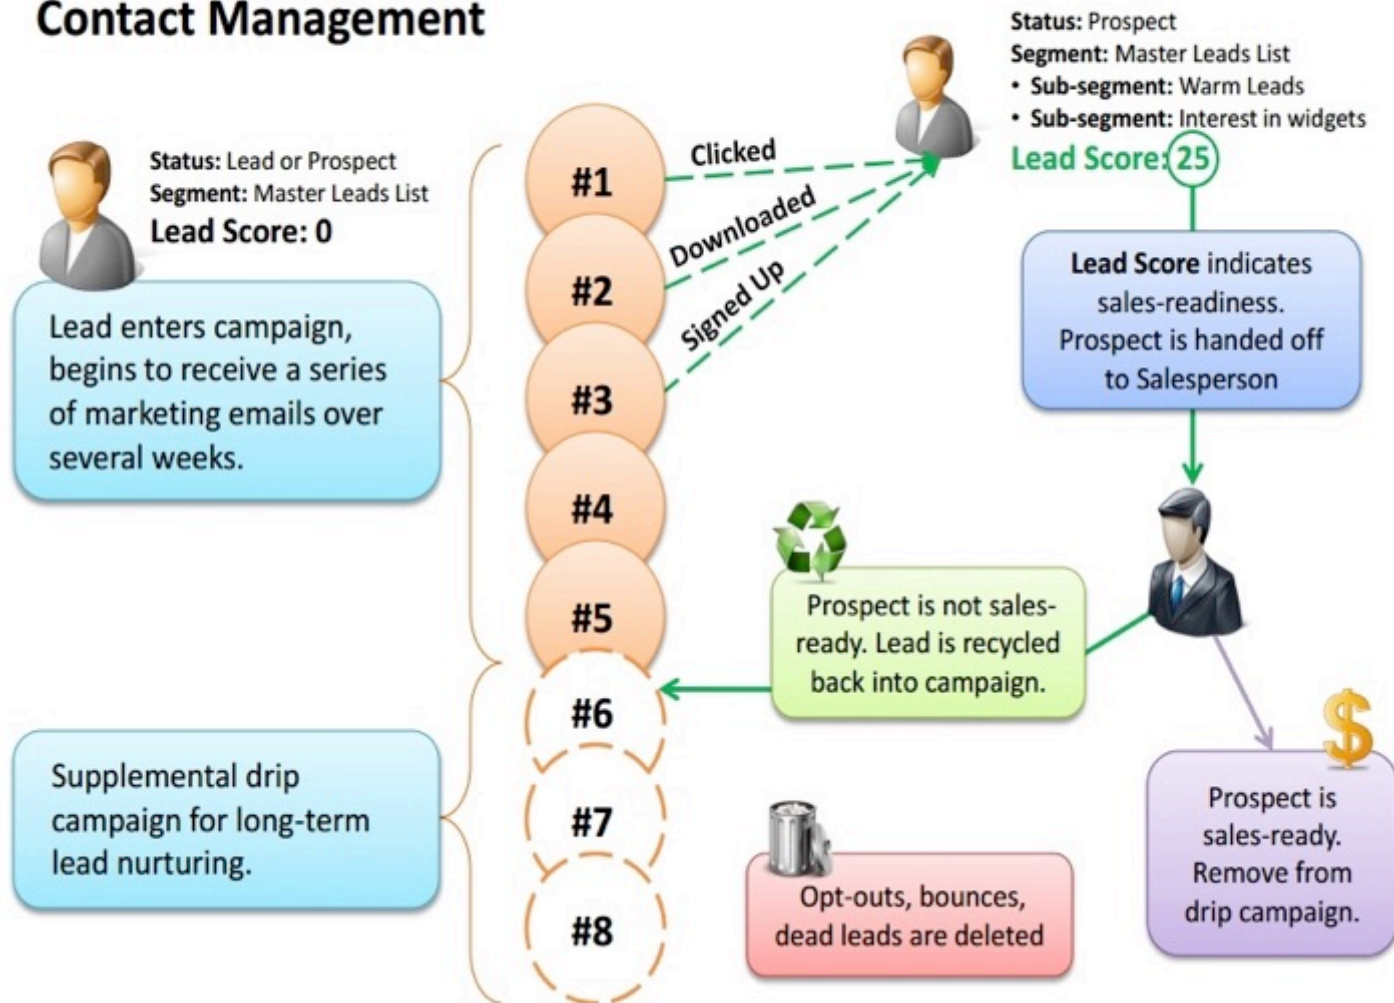 Contact Management
Status: Lead or Prospect
Segment: Master Leads List
Lead Score: 0
Lead enters campaign,
begins to receive a series
of marketing emails over
several weeks.
Supplemental drip
campaign for long-term
lead nurturing.
#1
#2
#3
#4
#5
#6
#7
#8
Clicked
Downloaded
Signed Up
Status: Prospect
Segment: Master Leads List
• Sub-segment: Warm Leads
• Sub-segment: Interest in widgets
Lead Score: 25
Lead Score indicates
sales-readiness.
Prospect is handed off
to Salesperson
Prospect is not sales-
ready. Lead is recycled
back into campaign.
$
Prospect is
sales-ready.
Remove from
drip campaign.
Opt-outs, bounces,
dead leads are deleted